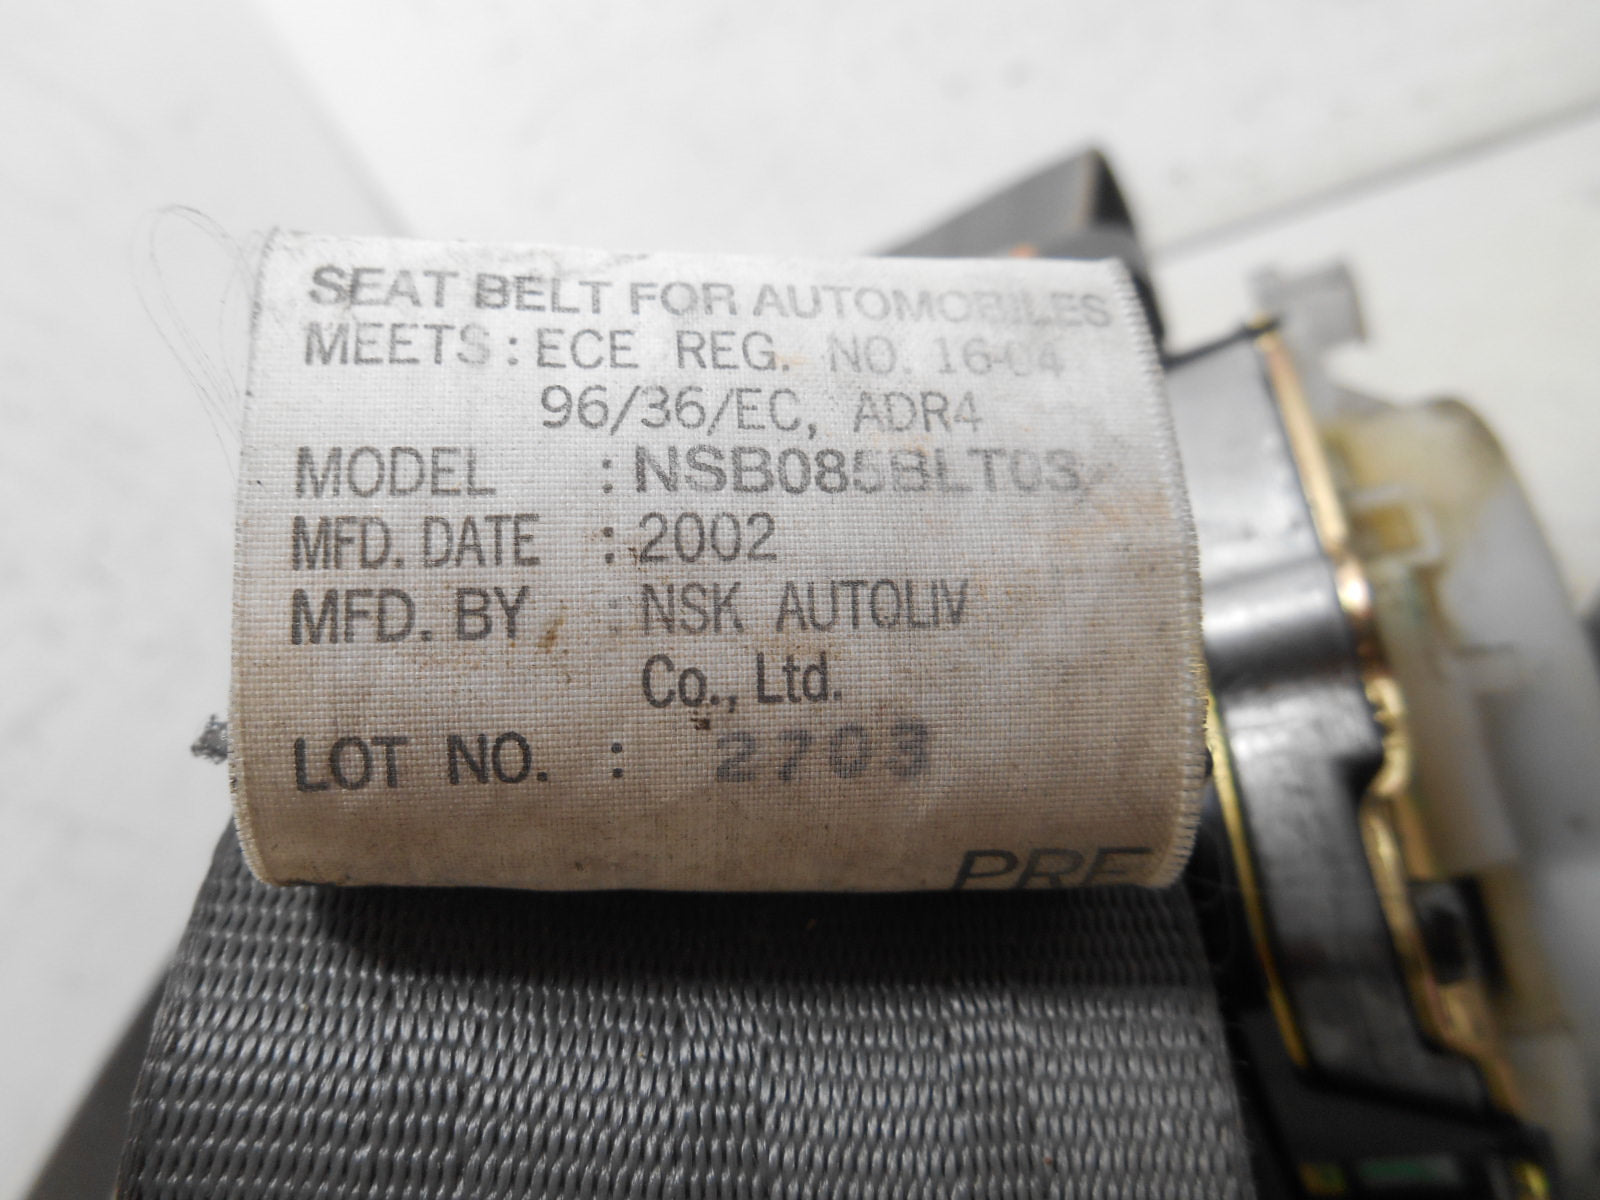 SEAT BELT FOR AUTOMOBILES
MEETS : ECE REG. NO. 16-04
96/36/EC, ADR4
MODEL : NSB085BLT03
MFD. DATE : 2002
MFD. BY : NSK AUTOLIV
Co., Ltd.
LOT NO. : 2703
PRE